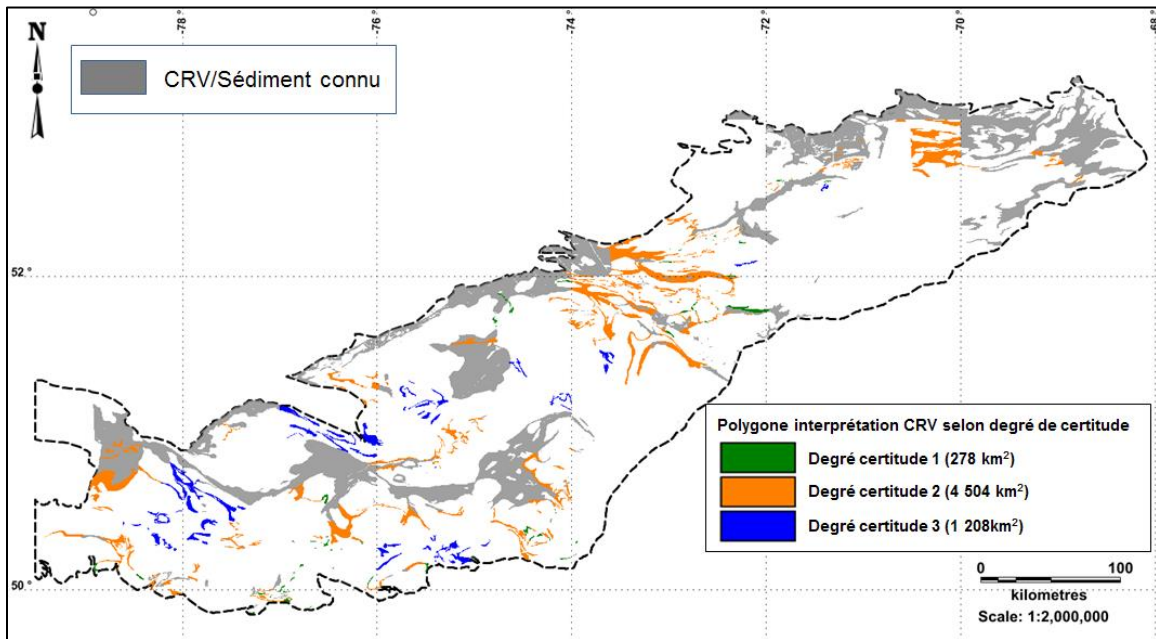 -78
-76
-74
-72
-70
-68
N
CRV/Sédiment connu
52 °
Polygone interprétation CRV selon degré de certitude
Degré certitude 1 (278 km²)
Degré certitude 2 (4 504 km²)
Degré certitude 3 (1 208km²)
50 °
0 100
kilometres
Scale: 1:2,000,000